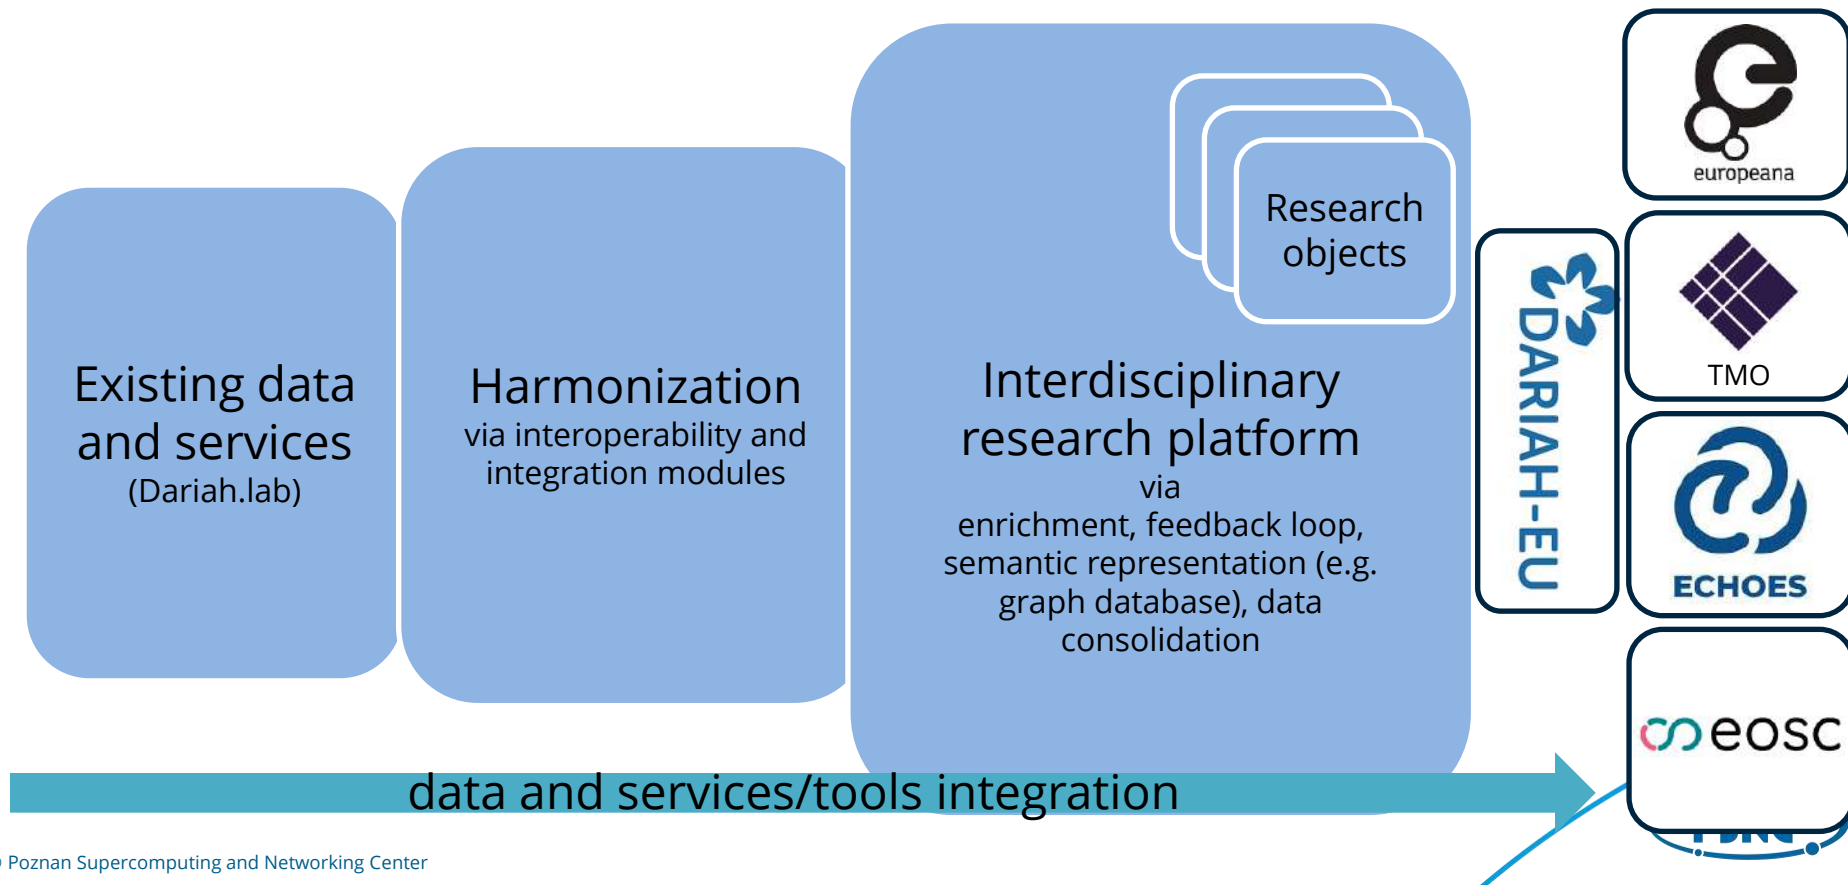 Existing data
and services
(Dariah.lab)
Harmonization
via interoperability and
integration modules
Research
objects
Interdisciplinary
research platform
via
enrichment, feedback loop,
semantic representation (e.g.
graph database), data
consolidation
DARIAH-EU
europeana
TMO
ECHOES
eosc
data and services/tools integration
Poznan Supercomputing and Networking Center